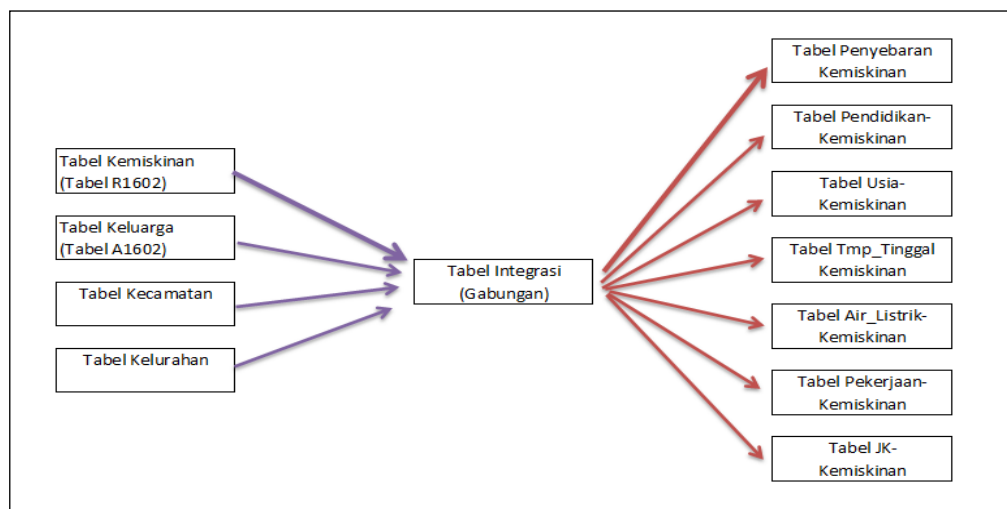 Tabel Kemiskinan
(Tabel R1602)
Tabel Keluarga
(Tabel A1602)
Tabel Kecamatan
Tabel Kelurahan
Tabel Integrasi
(Gabungan)
Tabel Penyebaran
Kemiskinan
Tabel Pendidikan-
Kemiskinan
Tabel Usia-
Kemiskinan
Tabel Tmp_Tinggal
Kemiskinan
Tabel Air_Listrik-
Kemiskinan
Tabel Pekerjaan-
Kemiskinan
Tabel JK-
Kemiskinan